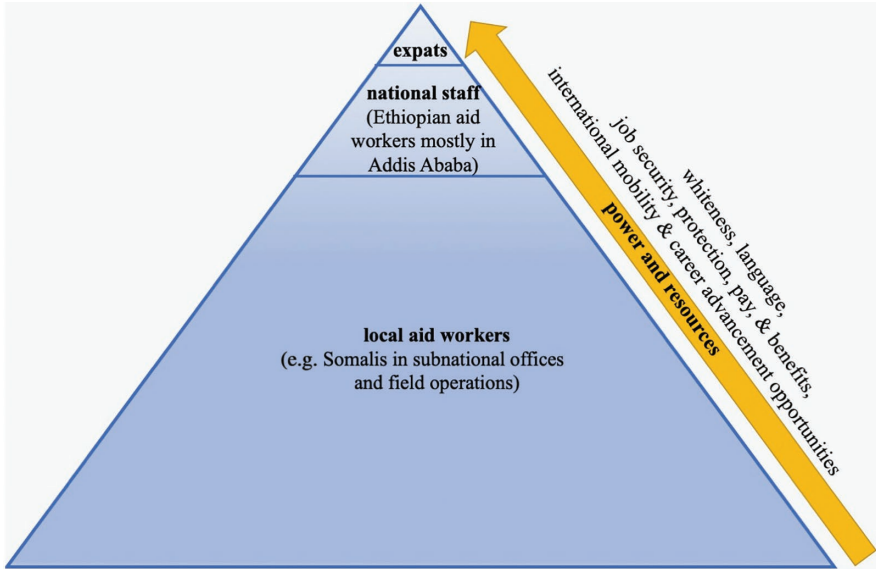 expats
national staff
(Ethiopian aid
workers mostly in
Addis Ababa)
local aid workers
(e.g. Somalis in subnational offices
and field operations)
power and resources
whiteness, language,
job security, protection, pay, & benefits,
international mobility & career advancement opportunities